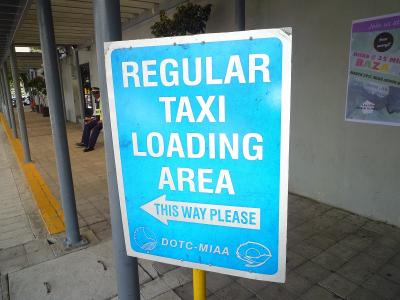 REGULAR
TAXI
LOADING
AREA
THIS WAY PLEASE
DOTC-MIAA